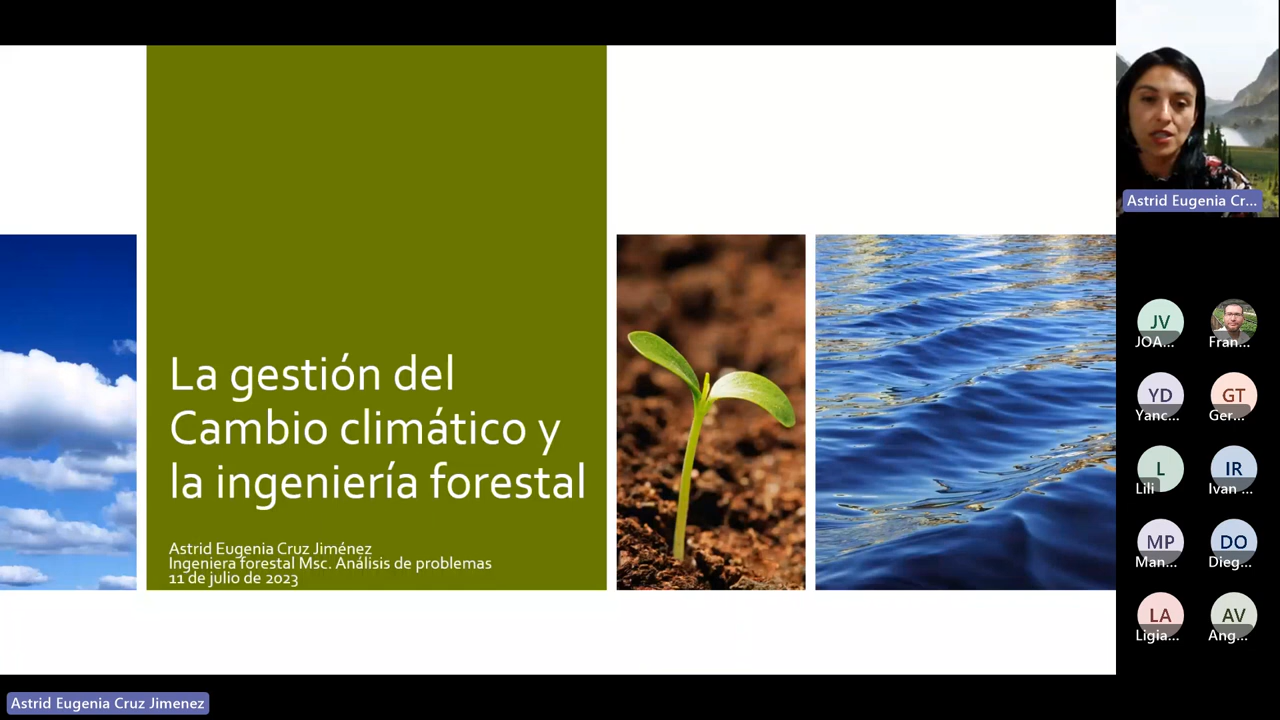 La gestión del
Cambio climático y
la ingeniería forestal
Astrid Eugenia Cruz Jiménez
Ingeniera forestal Msc. Análisis de problemas
11 de julio de 2023
Astrid Eugenia Cr...
JV
JOA...
Fran...
YD
Yanc...
GT
Ger...
L
Lili
IR
Ivan ...
MP
Man...
DO
Dieg...
LA
Ligia...
AV
Ang...
Astrid Eugenia Cruz Jimenez